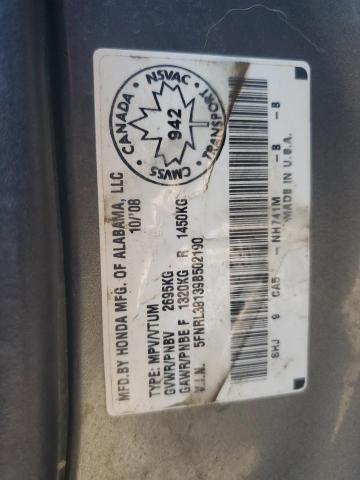 MFD.BY HONDA MFG. OF ALABAMA, LLC
10/'08
TYPE: MPV/VTUM
GVWR/PNBV 2695KG
GAWR/PNBE F 1320KG R 1450KG
V.I.N. 5FNRL38139B502190
CANADA • NSVAC • TRANSPORT • CMVSS •
942
SHJ 9 CA5 - NH741M - B - B
MADE IN U.S.A.